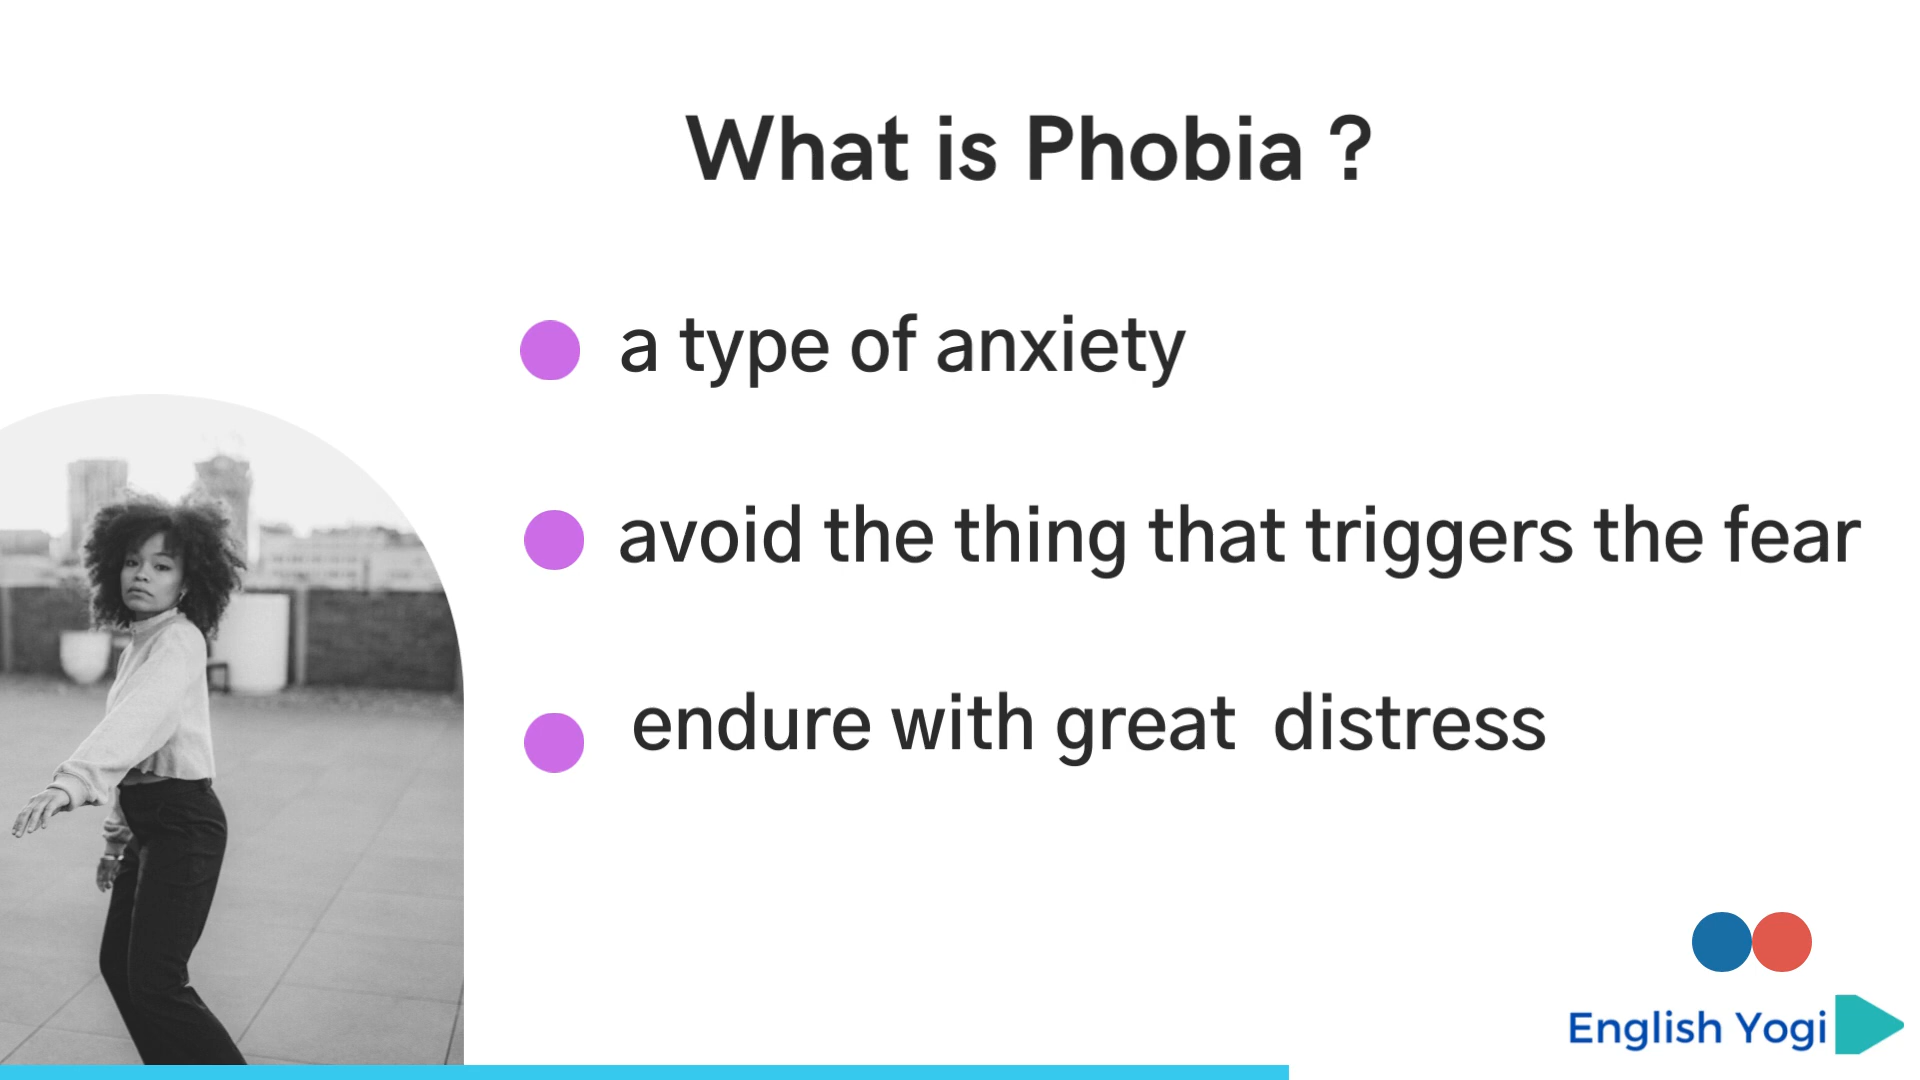 What is Phobia ?
a type of anxiety
avoid the thing that triggers the fear
endure with great  distress
English Yogi